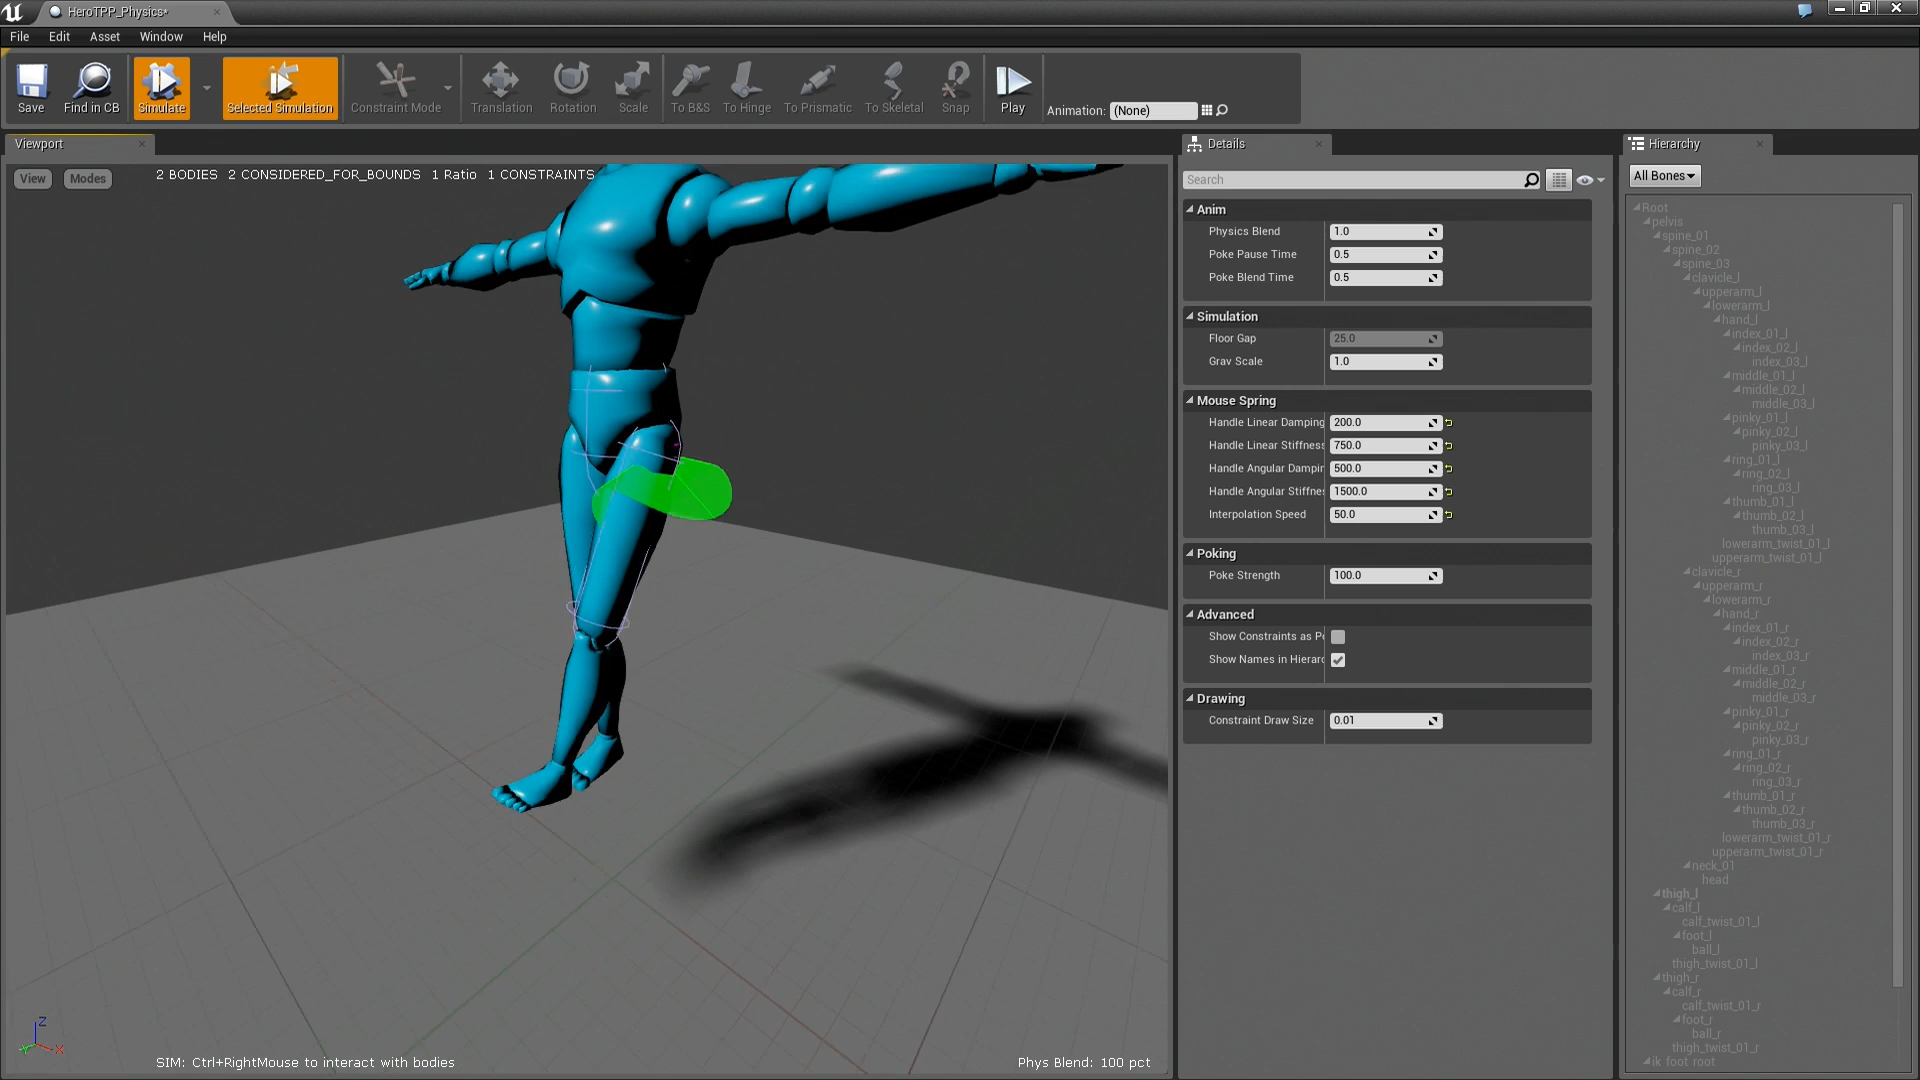 HeroTPP_Physics*
File Edit Asset Window Help
Save Find in CB Simulate Selected Simulation Constraint Mode Translation Rotation Scale To B&S To Hinge To Prismatic To Skeletal Snap Play Animation: (None)
Viewport
View Modes 2 BODIES 2 CONSIDERED_FOR_BOUNDS 1 Ratio 1 CONSTRAINTS
Z
X
Y
SIM: Ctrl+RightMouse to interact with bodies
Phys Blend: 100 pct
Details
Search
Anim
Physics Blend 1.0
Poke Pause Time 0.5
Poke Blend Time 0.5
Simulation
Floor Gap 25.0
Grav Scale 1.0
Mouse Spring
Handle Linear Damping 200.0
Handle Linear Stiffness 750.0
Handle Angular Dampin 500.0
Handle Angular Stiffnes 1500.0
Interpolation Speed 50.0
Poking
Poke Strength 100.0
Advanced
Show Constraints as Po
Show Names in Hierarc
Drawing
Constraint Draw Size 0.01
Hierarchy
All Bones
Root
pelvis
spine_01
spine_02
spine_03
clavicle_l
upperarm_l
lowerarm_l
hand_l
index_01_l
index_02_l
index_03_l
middle_01_l
middle_02_l
middle_03_l
pinky_01_l
pinky_02_l
pinky_03_l
ring_01_l
ring_02_l
ring_03_l
thumb_01_l
thumb_02_l
thumb_03_l
lowerarm_twist_01_l
upperarm_twist_01_l
clavicle_r
upperarm_r
lowerarm_r
hand_r
index_01_r
index_02_r
index_03_r
middle_01_r
middle_02_r
middle_03_r
pinky_01_r
pinky_02_r
pinky_03_r
ring_01_r
ring_02_r
ring_03_r
thumb_01_r
thumb_02_r
thumb_03_r
lowerarm_twist_01_r
upperarm_twist_01_r
neck_01
head
thigh_l
calf_l
calf_twist_01_l
foot_l
ball_l
thigh_twist_01_l
thigh_r
calf_r
calf_twist_01_r
foot_r
ball_r
thigh_twist_01_r
ik_foot_root